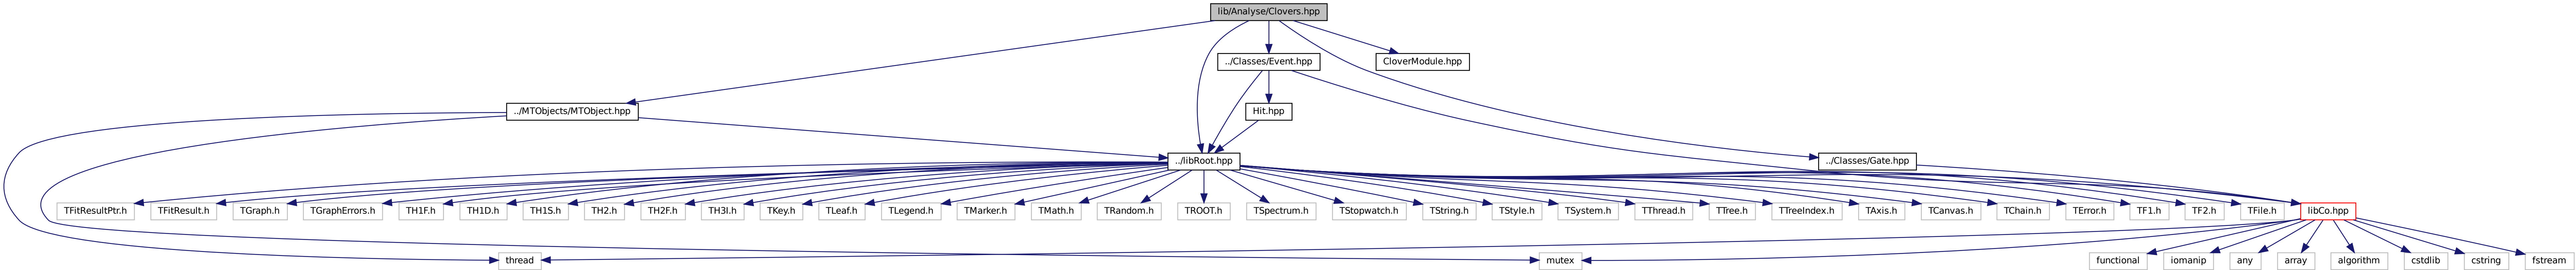 lib/Analyse/Clovers.hpp
../Classes/Event.hpp
CloverModule.hpp
../MTObjects/MTObject.hpp
Hit.hpp
../libRoot.hpp
../Classes/Gate.hpp
TFitResultPtr.h
TFitResult.h
TGraph.h
TGraphErrors.h
TH1F.h
TH1D.h
TH1S.h
TH2.h
TH2F.h
TH3I.h
TKey.h
TLeaf.h
TLegend.h
TMarker.h
TMath.h
TRandom.h
TROOT.h
TSpectrum.h
TStopwatch.h
TString.h
TStyle.h
TSystem.h
TThread.h
TTree.h
TTreeIndex.h
TAxis.h
TCanvas.h
TChain.h
TError.h
TF1.h
TF2.h
TFile.h
libCo.hpp
thread
mutex
functional
iomanip
any
array
algorithm
cstdlib
cstring
fstream